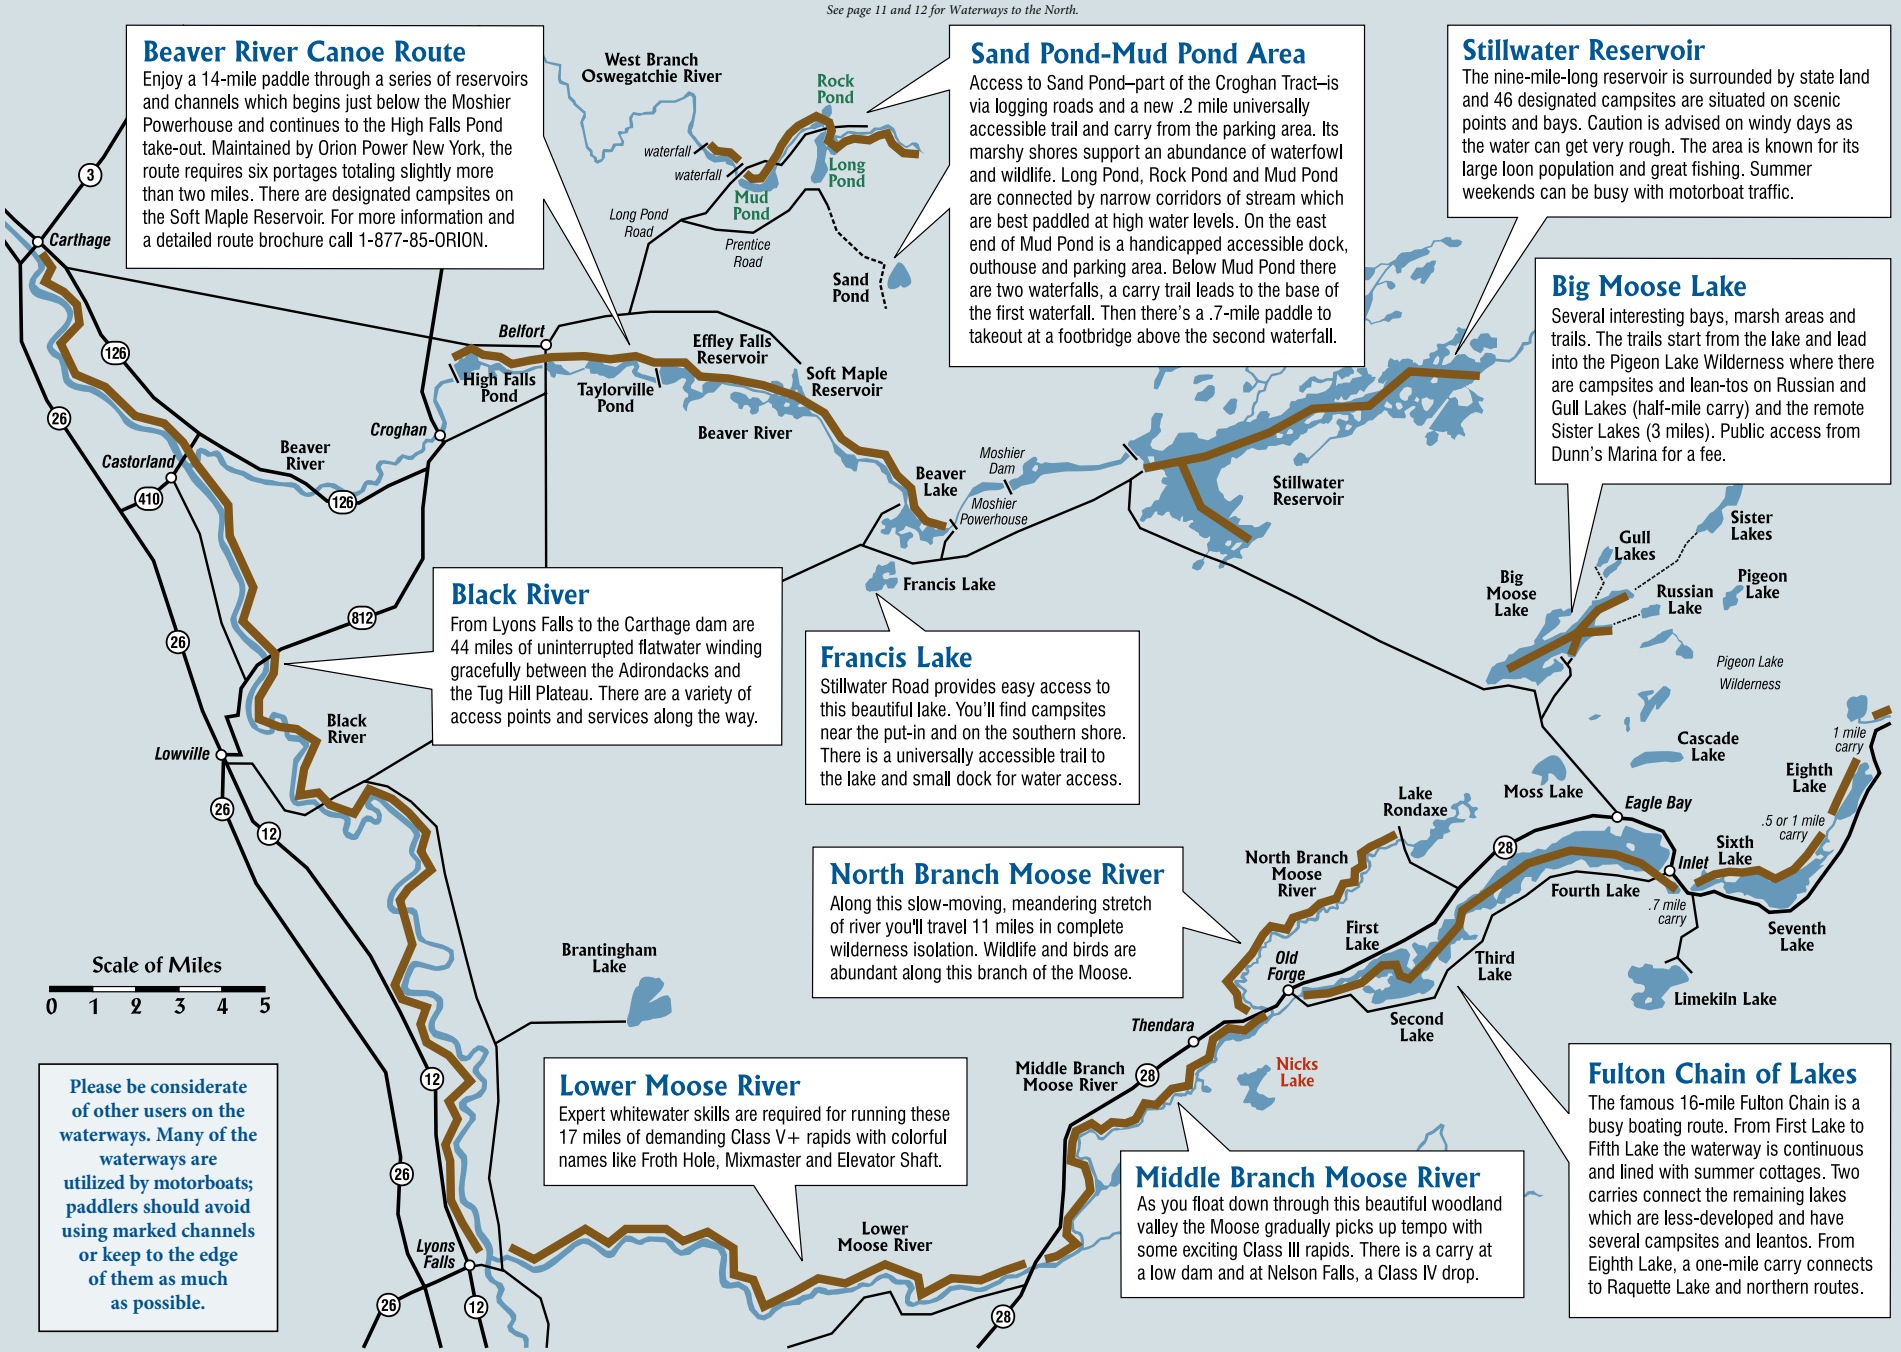 See page 11 and 12 for Waterways to the North.
Beaver River Canoe Route
Enjoy a 14-mile paddle through a series of reservoirs
and channels which begins just below the Moshier
Powerhouse and continues to the High Falls Pond
take-out. Maintained by Orion Power New York, the
route requires six portages totaling slightly more
than two miles. There are designated campsites on
the Soft Maple Reservoir. For more information and
a detailed route brochure call 1-877-85-ORION.
West Branch
Oswegatchie River
Rock
Pond
waterfall
waterfall
Long
Pond
Mud
Pond
Long Pond
Road
Prentice
Road
Sand
Pond
Sand Pond-Mud Pond Area
Access to Sand Pond–part of the Croghan Tract–is
via logging roads and a new .2 mile universally
accessible trail and carry from the parking area. Its
marshy shores support an abundance of waterfowl
and wildlife. Long Pond, Rock Pond and Mud Pond
are connected by narrow corridors of stream which
are best paddled at high water levels. On the east
end of Mud Pond is a handicapped accessible dock,
outhouse and parking area. Below Mud Pond there
are two waterfalls, a carry trail leads to the base of
the first waterfall. Then there's a .7-mile paddle to
takeout at a footbridge above the second waterfall.
Stillwater Reservoir
The nine-mile-long reservoir is surrounded by state land
and 46 designated campsites are situated on scenic
points and bays. Caution is advised on windy days as
the water can get very rough. The area is known for its
large loon population and great fishing. Summer
weekends can be busy with motorboat traffic.
Big Moose Lake
Several interesting bays, marsh areas and
trails. The trails start from the lake and lead
into the Pigeon Lake Wilderness where there
are campsites and lean-tos on Russian and
Gull Lakes (half-mile carry) and the remote
Sister Lakes (3 miles). Public access from
Dunn's Marina for a fee.
3
Carthage
126
26
Castorland
410
Beaver
River
126
Croghan
Belfort
High Falls
Pond
Taylorville
Pond
Effley Falls
Reservoir
Soft Maple
Reservoir
Beaver River
Beaver
Lake
Moshier
Dam
Moshier
Powerhouse
Stillwater
Reservoir
Francis Lake
Sister
Lakes
Gull
Lakes
Big
Moose
Lake
Russian
Lake
Pigeon
Lake
Pigeon Lake
Wilderness
812
26
Black River
From Lyons Falls to the Carthage dam are
44 miles of uninterrupted flatwater winding
gracefully between the Adirondacks and
the Tug Hill Plateau. There are a variety of
access points and services along the way.
Francis Lake
Stillwater Road provides easy access to
this beautiful lake. You'll find campsites
near the put-in and on the southern shore.
There is a universally accessible trail to
the lake and small dock for water access.
Black
River
Lowville
26
12
Cascade
Lake
Moss Lake
1 mile
carry
Eighth
Lake
Eagle Bay
.5 or 1 mile
carry
Sixth
Lake
Inlet
Lake
Rondaxe
28
Fourth Lake
.7 mile
carry
Seventh
Lake
North Branch
Moose
River
First
Lake
Third
Lake
Old
Forge
Second
Lake
Limekiln Lake
North Branch Moose River
Along this slow-moving, meandering stretch
of river you'll travel 11 miles in complete
wilderness isolation. Wildlife and birds are
abundant along this branch of the Moose.
Scale of Miles
0 1 2 3 4 5
Brantingham
Lake
Thendara
Middle Branch
Moose River
28
Nicks
Lake
Please be considerate
of other users on the
waterways. Many of the
waterways are
utilized by motorboats;
paddlers should avoid
using marked channels
or keep to the edge
of them as much
as possible.
12
26
Lower Moose River
Expert whitewater skills are required for running these
17 miles of demanding Class V+ rapids with colorful
names like Froth Hole, Mixmaster and Elevator Shaft.
Middle Branch Moose River
As you float down through this beautiful woodland
valley the Moose gradually picks up tempo with
some exciting Class III rapids. There is a carry at
a low dam and at Nelson Falls, a Class IV drop.
Fulton Chain of Lakes
The famous 16-mile Fulton Chain is a
busy boating route. From First Lake to
Fifth Lake the waterway is continuous
and lined with summer cottages. Two
carries connect the remaining lakes
which are less-developed and have
several campsites and leantos. From
Eighth Lake, a one-mile carry connects
to Raquette Lake and northern routes.
Lyons
Falls
Lower
Moose River
26
12
28